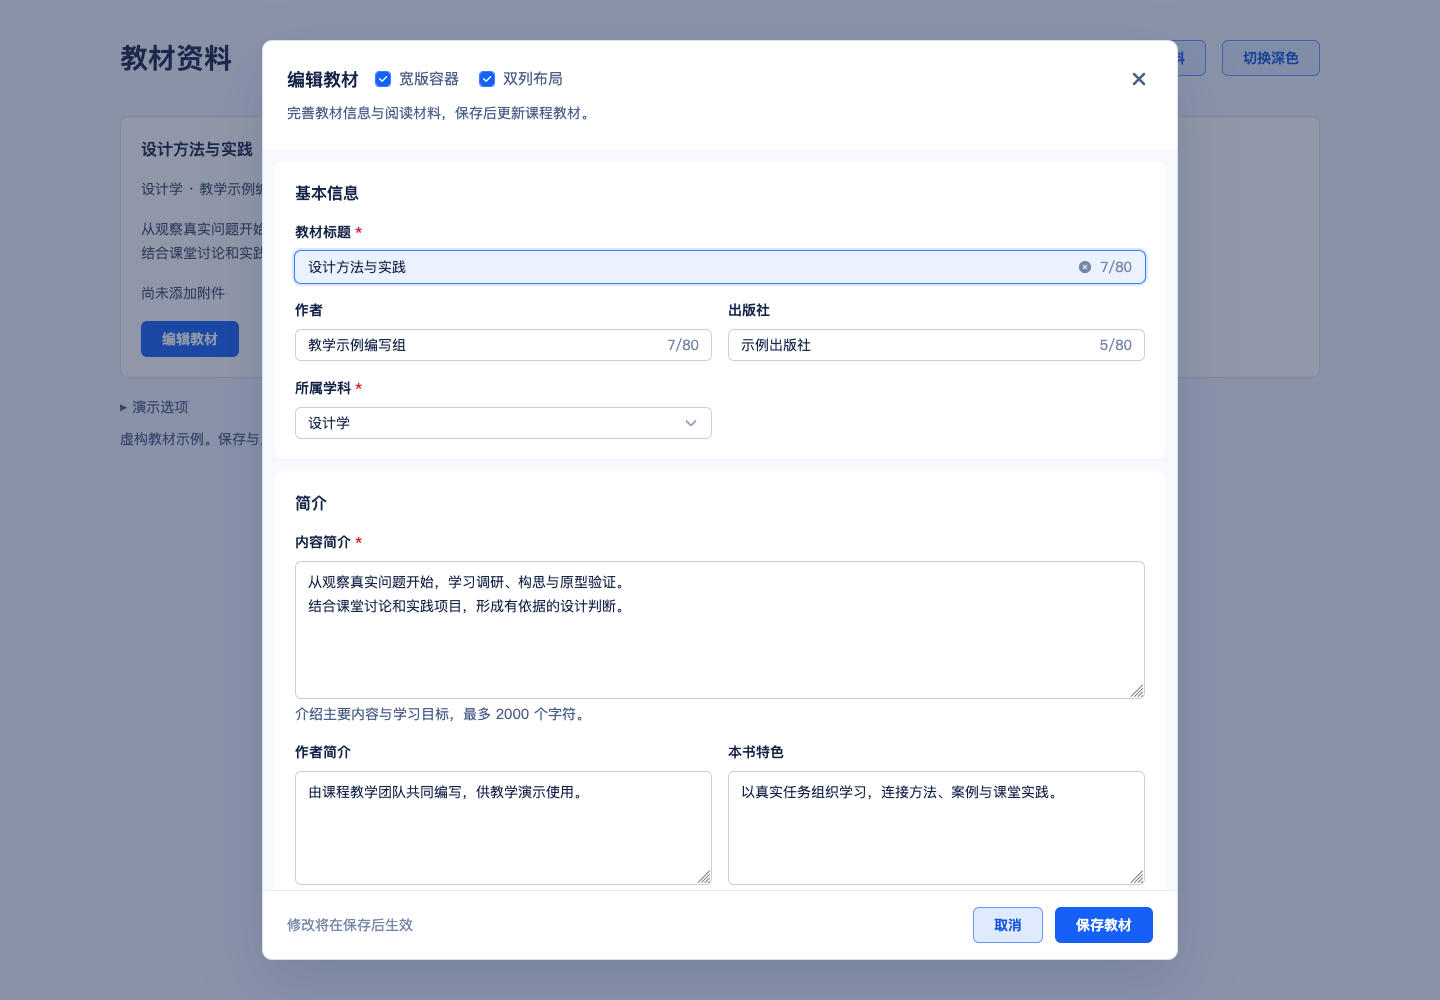 教材资料
料
切换深色
设计方法与实践
设计学 · 教学示例编
从观察真实问题开始
结合课堂讨论和实践
尚未添加附件
编辑教材
▸ 演示选项
虚构教材示例。保存与
编辑教材
宽版容器
双列布局
完善教材信息与阅读材料，保存后更新课程教材。
基本信息
教材标题 *
设计方法与实践
7/80
作者
出版社
教学示例编写组
7/80
示例出版社
5/80
所属学科 *
设计学
简介
内容简介 *
从观察真实问题开始，学习调研、构思与原型验证。
结合课堂讨论和实践项目，形成有依据的设计判断。
介绍主要内容与学习目标，最多 2000 个字符。
作者简介
本书特色
由课程教学团队共同编写，供教学演示使用。
以真实任务组织学习，连接方法、案例与课堂实践。
修改将在保存后生效
取消
保存教材